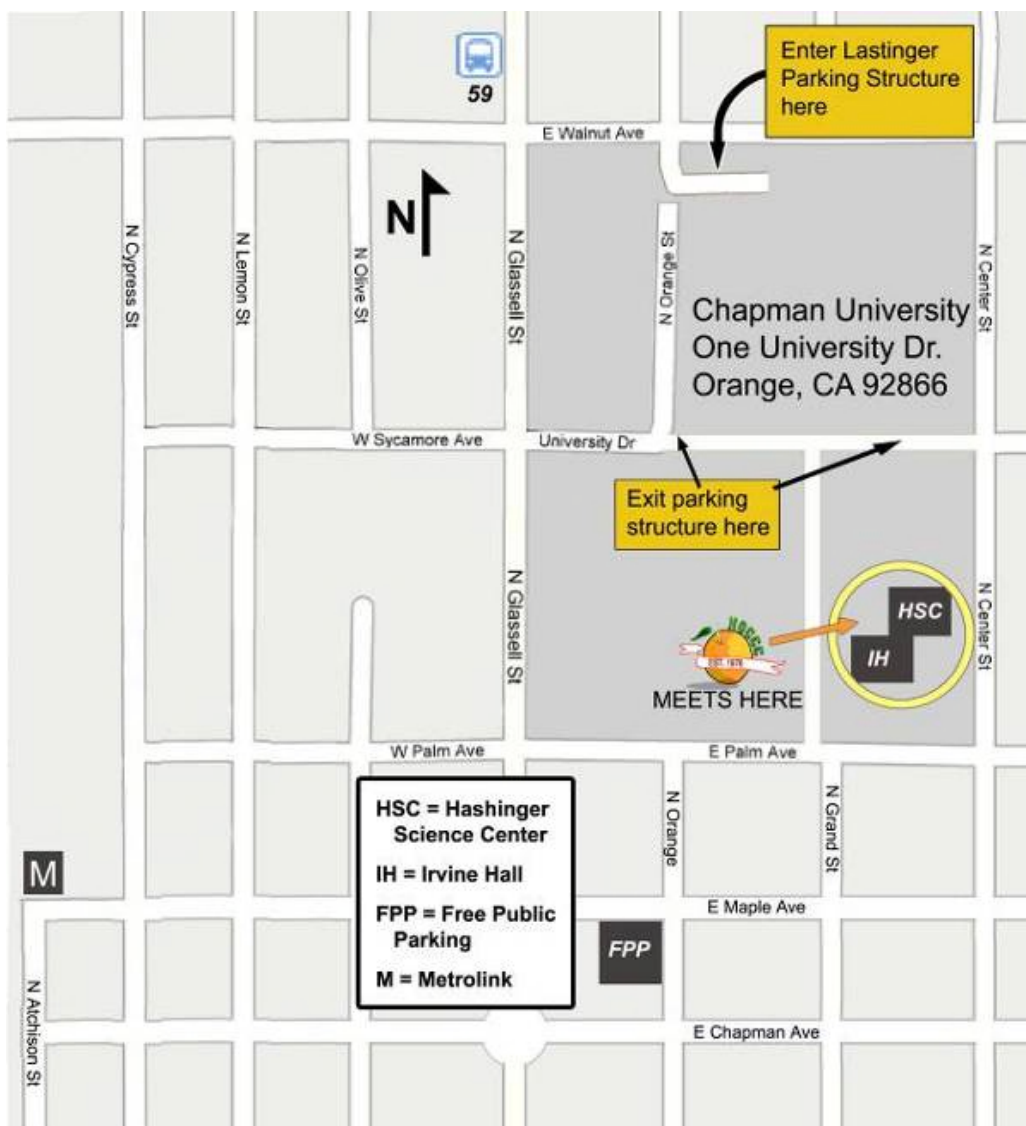 59
Enter Lastinger
Parking Structure
here
E Walnut Ave
N
N Cypress St
N Lemon St
N Olive St
N Glassell St
N Orange St
N Center St
Chapman University
One University Dr.
Orange, CA 92866
W Sycamore Ave
University Dr
Exit parking
structure here
N Glassell St
N Center St
HSC
IH
NOCCC
EST. 1976
MEETS HERE
W Palm Ave
E Palm Ave
HSC = Hashinger
Science Center
IH = Irvine Hall
FPP = Free Public
Parking
M = Metrolink
N Orange
N Grand St
M
E Maple Ave
FPP
N Atchison St
E Chapman Ave